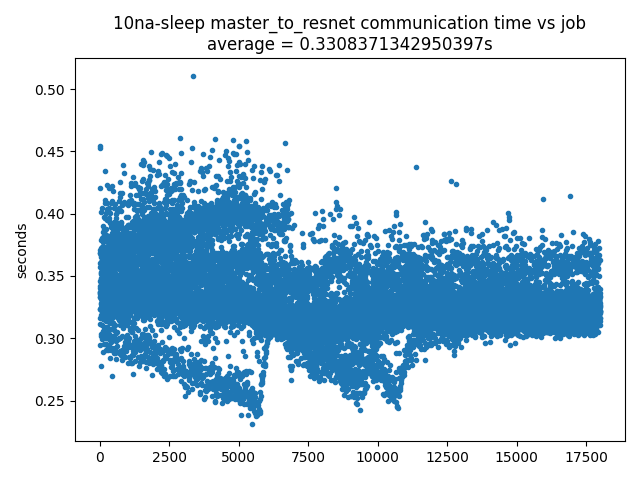 10na-sleep master_to_resnet communication time vs job
average = 0.3308371342950397s
seconds
0.50
0.45
0.40
0.35
0.30
0.25
0 2500 5000 7500 10000 12500 15000 17500